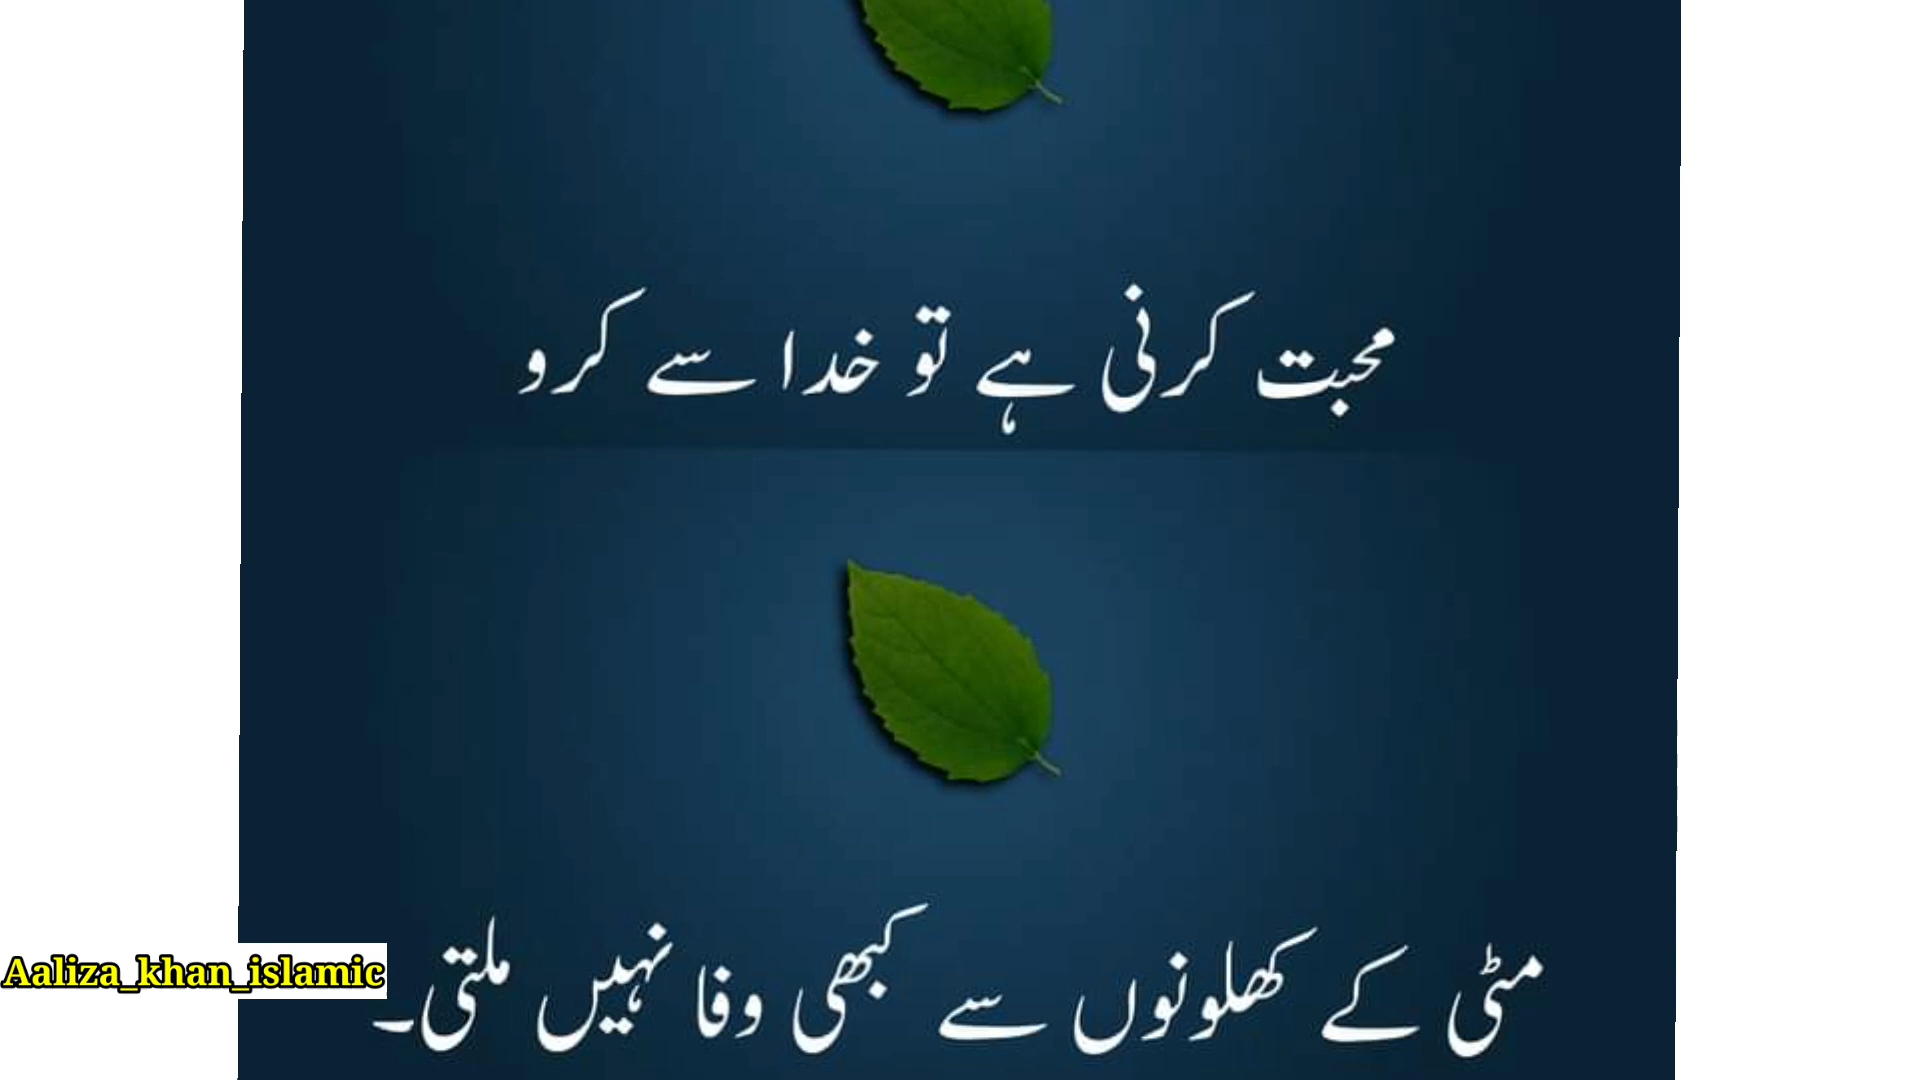 محبت کرنی ہے تو خدا سے کرو
مٹی کے کھلونوں سے کبھی وفا نہیں ملتی۔
Aaliza_khan_islamic